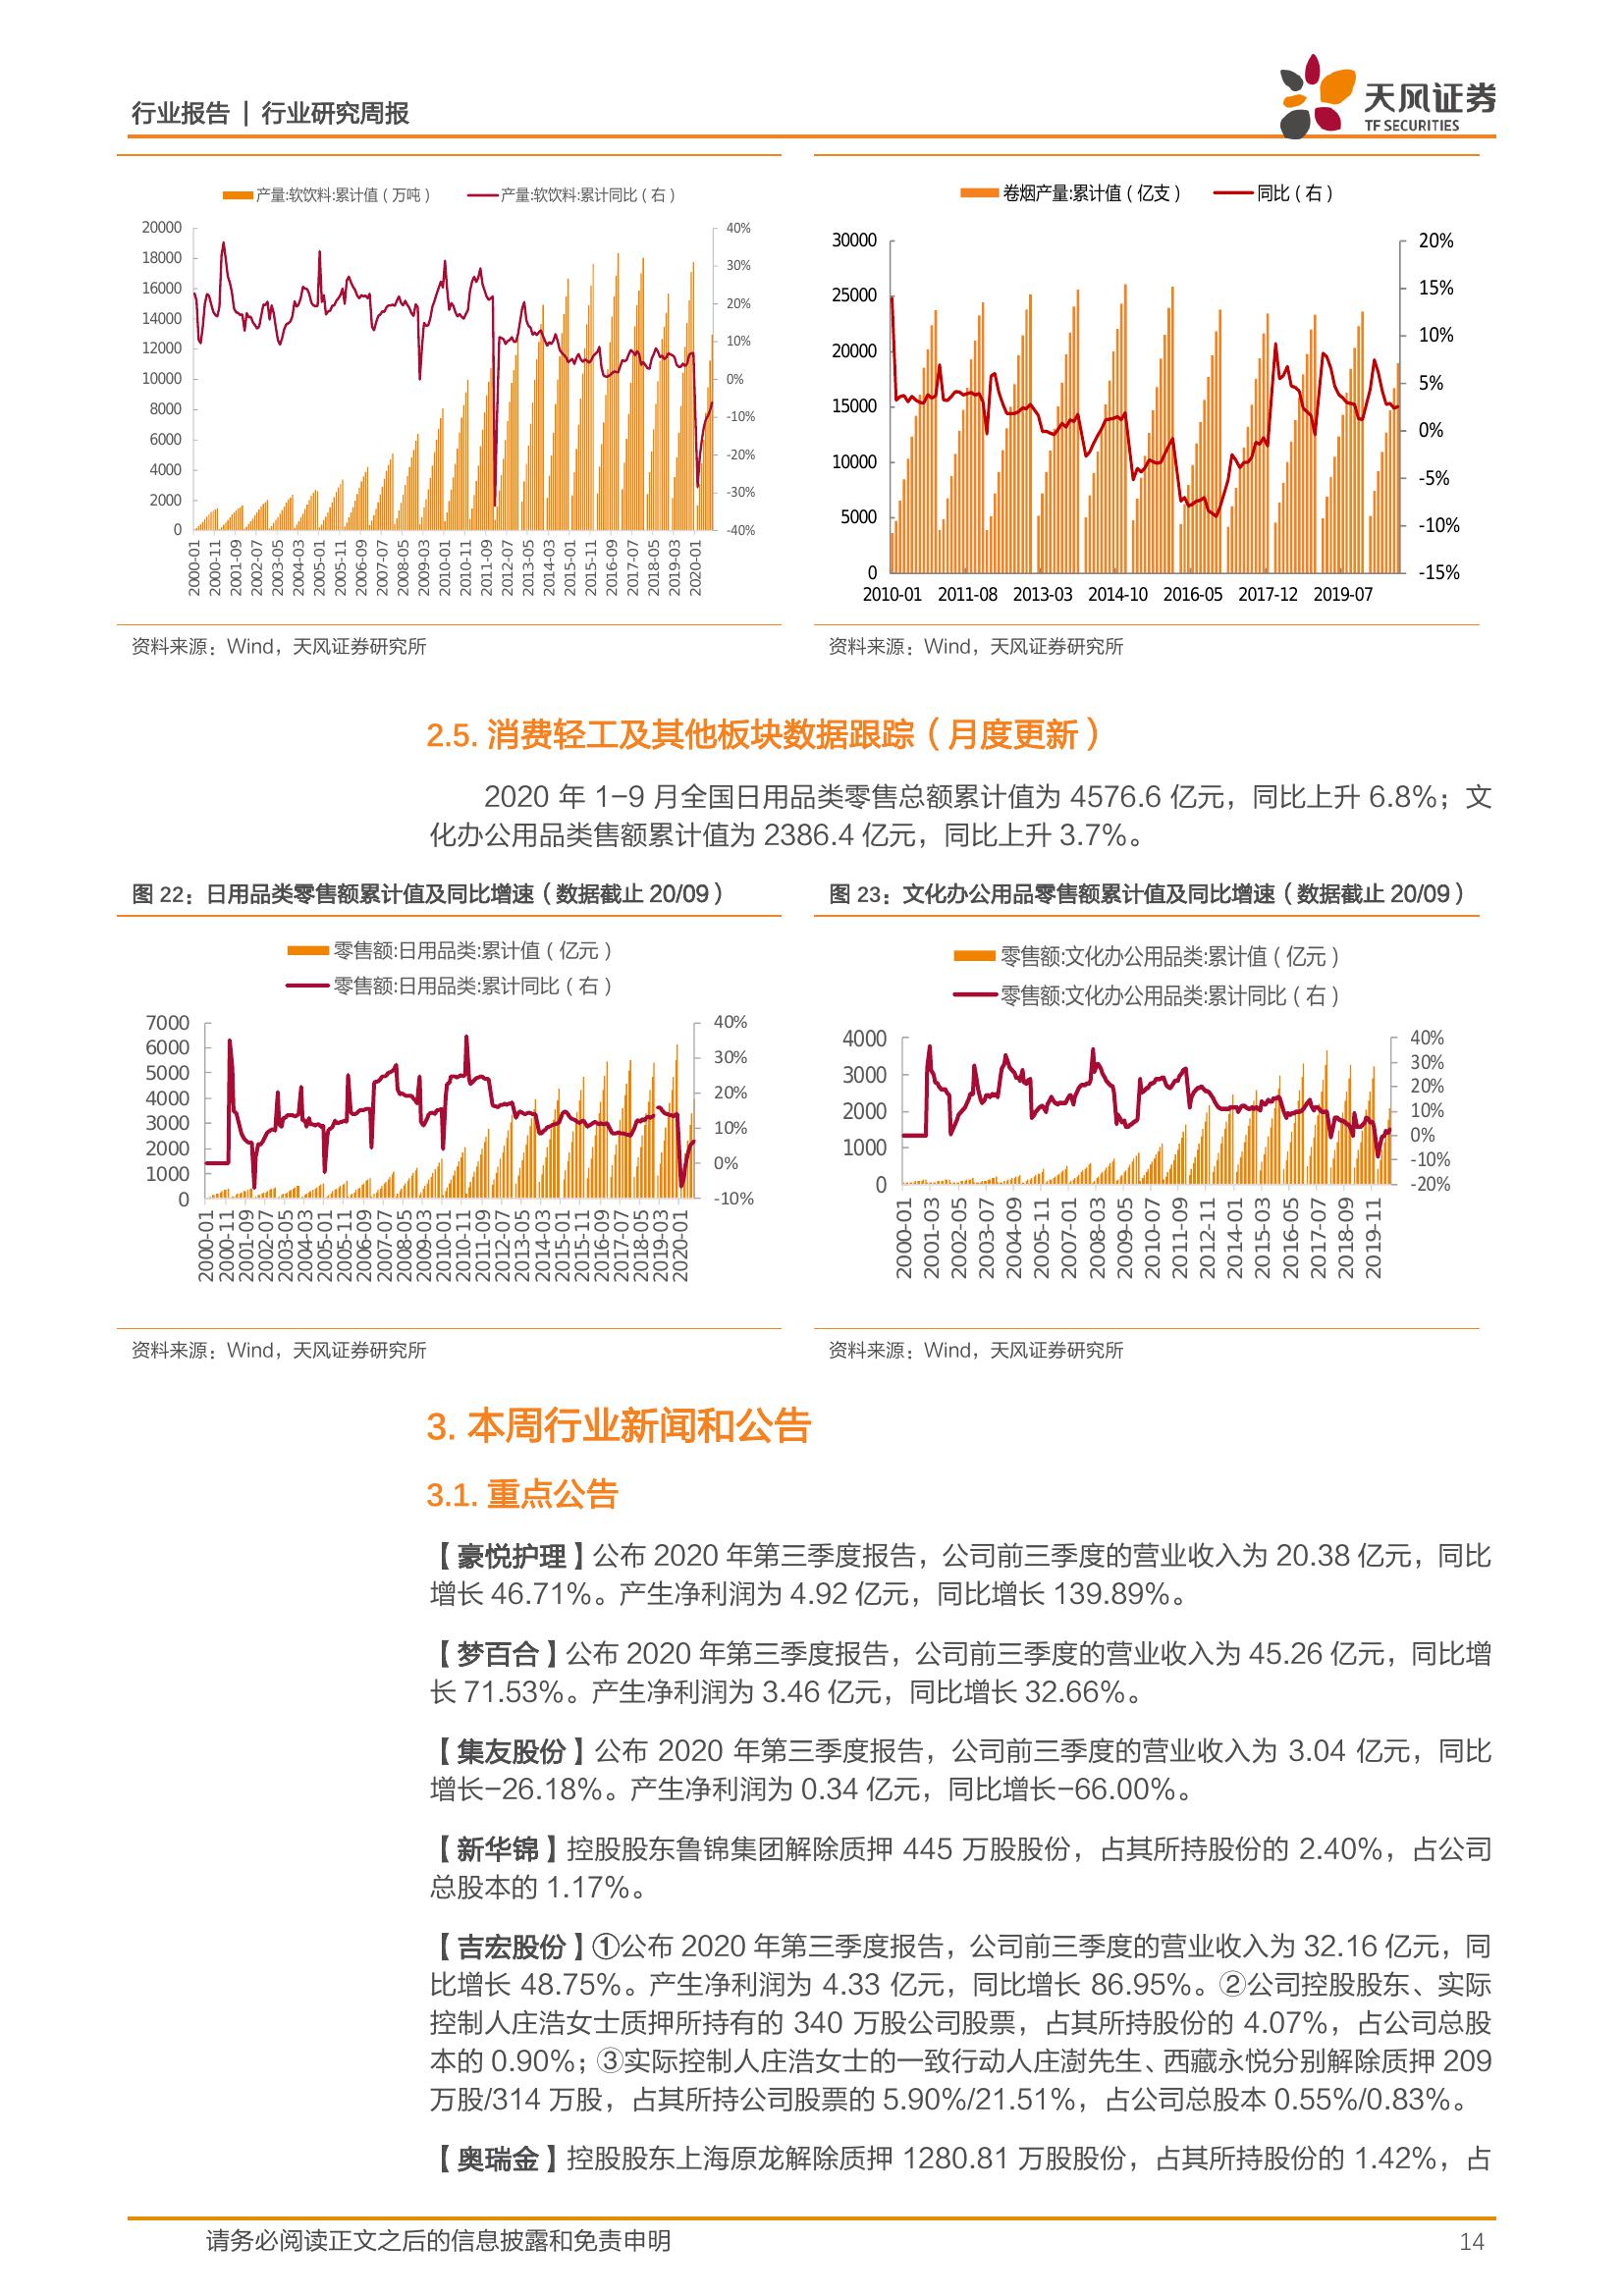 行业报告 | 行业研究周报
天风证券
TF SECURITIES
产量:软饮料:累计值（万吨） 产量:软饮料:累计同比（右）
20000
18000
16000
14000
12000
10000
8000
6000
4000
2000
0
40%
30%
20%
10%
0%
-10%
-20%
-30%
-40%
2000-01 2000-11 2001-09 2002-07 2003-05 2004-03 2005-01 2005-11 2006-09 2007-07 2008-05 2009-03 2010-01 2010-11 2011-09 2012-07 2013-05 2014-03 2015-01 2015-11 2016-09 2017-07 2018-05 2019-03 2020-01
卷烟产量:累计值（亿支） 同比（右）
30000
25000
20000
15000
10000
5000
0
20%
15%
10%
5%
0%
-5%
-10%
-15%
2010-01 2011-08 2013-03 2014-10 2016-05 2017-12 2019-07
资料来源：Wind，天风证券研究所
资料来源：Wind，天风证券研究所
2.5. 消费轻工及其他板块数据跟踪（月度更新）
2020 年 1-9 月全国日用品类零售总额累计值为 4576.6 亿元，同比上升 6.8%；文
化办公用品类售额累计值为 2386.4 亿元，同比上升 3.7%。
图 22：日用品类零售额累计值及同比增速（数据截止 20/09）
图 23：文化办公用品零售额累计值及同比增速（数据截止 20/09）
零售额:日用品类:累计值（亿元）
零售额:日用品类:累计同比（右）
7000
6000
5000
4000
3000
2000
1000
0
40%
30%
20%
10%
0%
-10%
2000-01 2000-11 2001-09 2002-07 2003-05 2004-03 2005-01 2005-11 2006-09 2007-07 2008-05 2009-03 2010-01 2010-11 2011-09 2012-07 2013-05 2014-03 2015-01 2015-11 2016-09 2017-07 2018-05 2019-03 2020-01
零售额:文化办公用品类:累计值（亿元）
零售额:文化办公用品类:累计同比（右）
4000
3000
2000
1000
0
40%
30%
20%
10%
0%
-10%
-20%
2000-01 2001-03 2002-05 2003-07 2004-09 2005-11 2007-01 2008-03 2009-05 2010-07 2011-09 2012-11 2014-01 2015-03 2016-05 2017-07 2018-09 2019-11
资料来源：Wind，天风证券研究所
资料来源：Wind，天风证券研究所
3. 本周行业新闻和公告
3.1. 重点公告
【豪悦护理】公布 2020 年第三季度报告，公司前三季度的营业收入为 20.38 亿元，同比
增长 46.71%。产生净利润为 4.92 亿元，同比增长 139.89%。
【梦百合】公布 2020 年第三季度报告，公司前三季度的营业收入为 45.26 亿元，同比增
长 71.53%。产生净利润为 3.46 亿元，同比增长 32.66%。
【集友股份】公布 2020 年第三季度报告，公司前三季度的营业收入为 3.04 亿元，同比
增长-26.18%。产生净利润为 0.34 亿元，同比增长-66.00%。
【新华锦】控股股东鲁锦集团解除质押 445 万股股份，占其所持股份的 2.40%，占公司
总股本的 1.17%。
【吉宏股份】①公布 2020 年第三季度报告，公司前三季度的营业收入为 32.16 亿元，同
比增长 48.75%。产生净利润为 4.33 亿元，同比增长 86.95%。②公司控股股东、实际
控制人庄浩女士质押所持有的 340 万股公司股票，占其所持股份的 4.07%，占公司总股
本的 0.90%；③实际控制人庄浩女士的一致行动人庄澍先生、西藏永悦分别解除质押 209
万股/314 万股，占其所持公司股票的 5.90%/21.51%，占公司总股本 0.55%/0.83%。
【奥瑞金】控股股东上海原龙解除质押 1280.81 万股股份，占其所持股份的 1.42%，占
请务必阅读正文之后的信息披露和免责申明
14